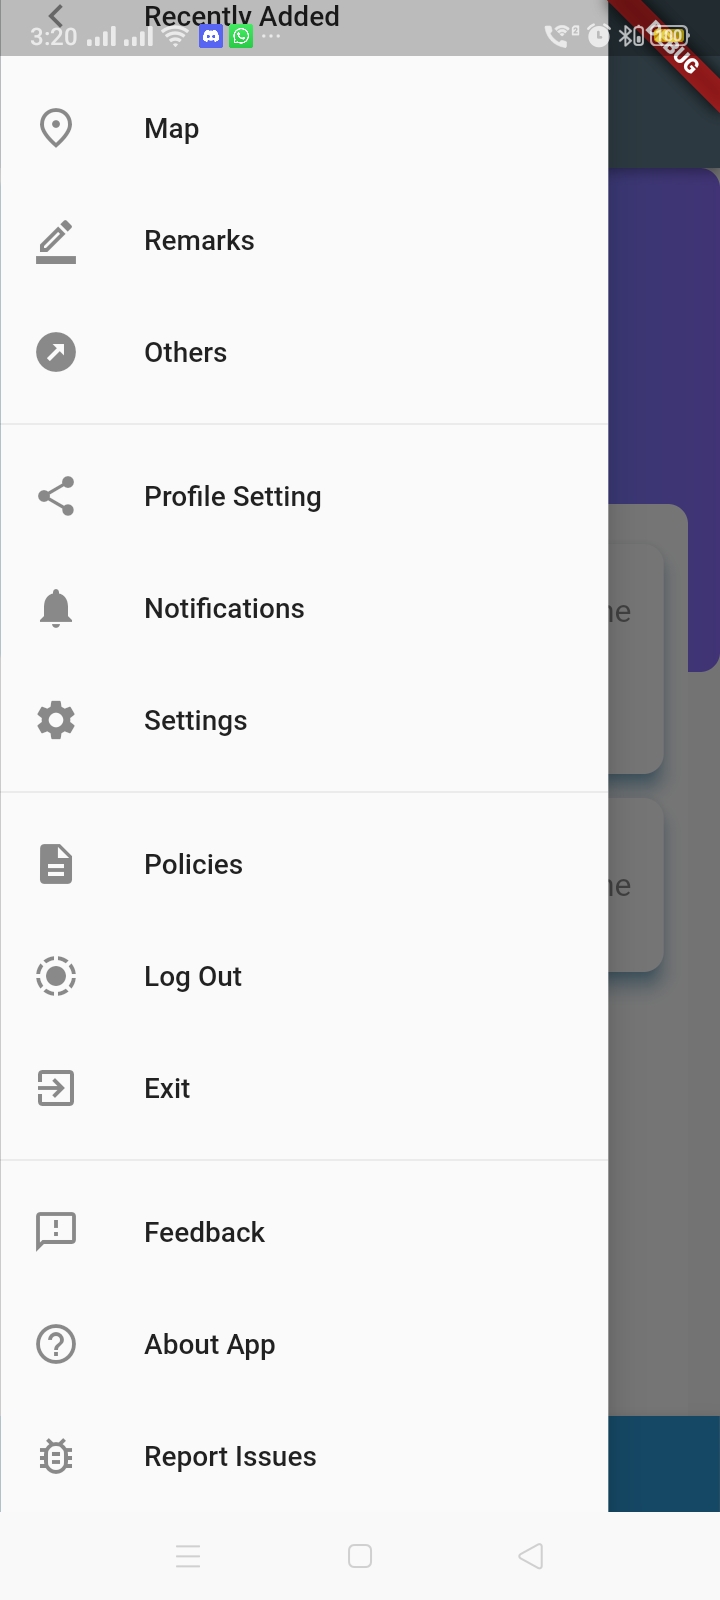 Recently Added
3:20
100
DEBUG
Map
Remarks
Others
Profile Setting
ne
Notifications
Settings
Policies
ne
Log Out
Exit
Feedback
About App
Report Issues